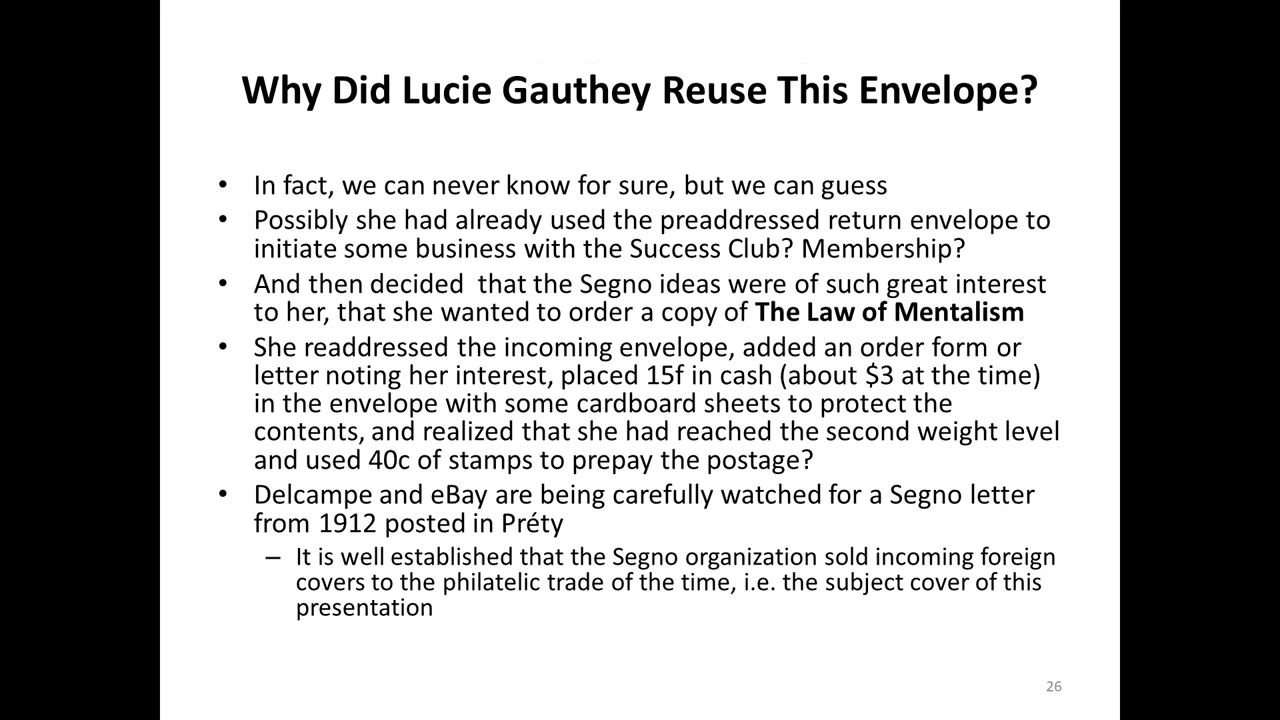 Why Did Lucie Gauthey Reuse This Envelope?
• In fact, we can never know for sure, but we can guess
• Possibly she had already used the preaddressed return envelope to
initiate some business with the Success Club? Membership?
• And then decided  that the Segno ideas were of such great interest
to her, that she wanted to order a copy of The Law of Mentalism
• She readdressed the incoming envelope, added an order form or
letter noting her interest, placed 15f in cash (about $3 at the time)
in the envelope with some cardboard sheets to protect the
contents, and realized that she had reached the second weight level
and used 40c of stamps to prepay the postage?
• Delcampe and eBay are being carefully watched for a Segno letter
from 1912 posted in Préty
– It is well established that the Segno organization sold incoming foreign
covers to the philatelic trade of the time, i.e. the subject cover of this
presentation
26